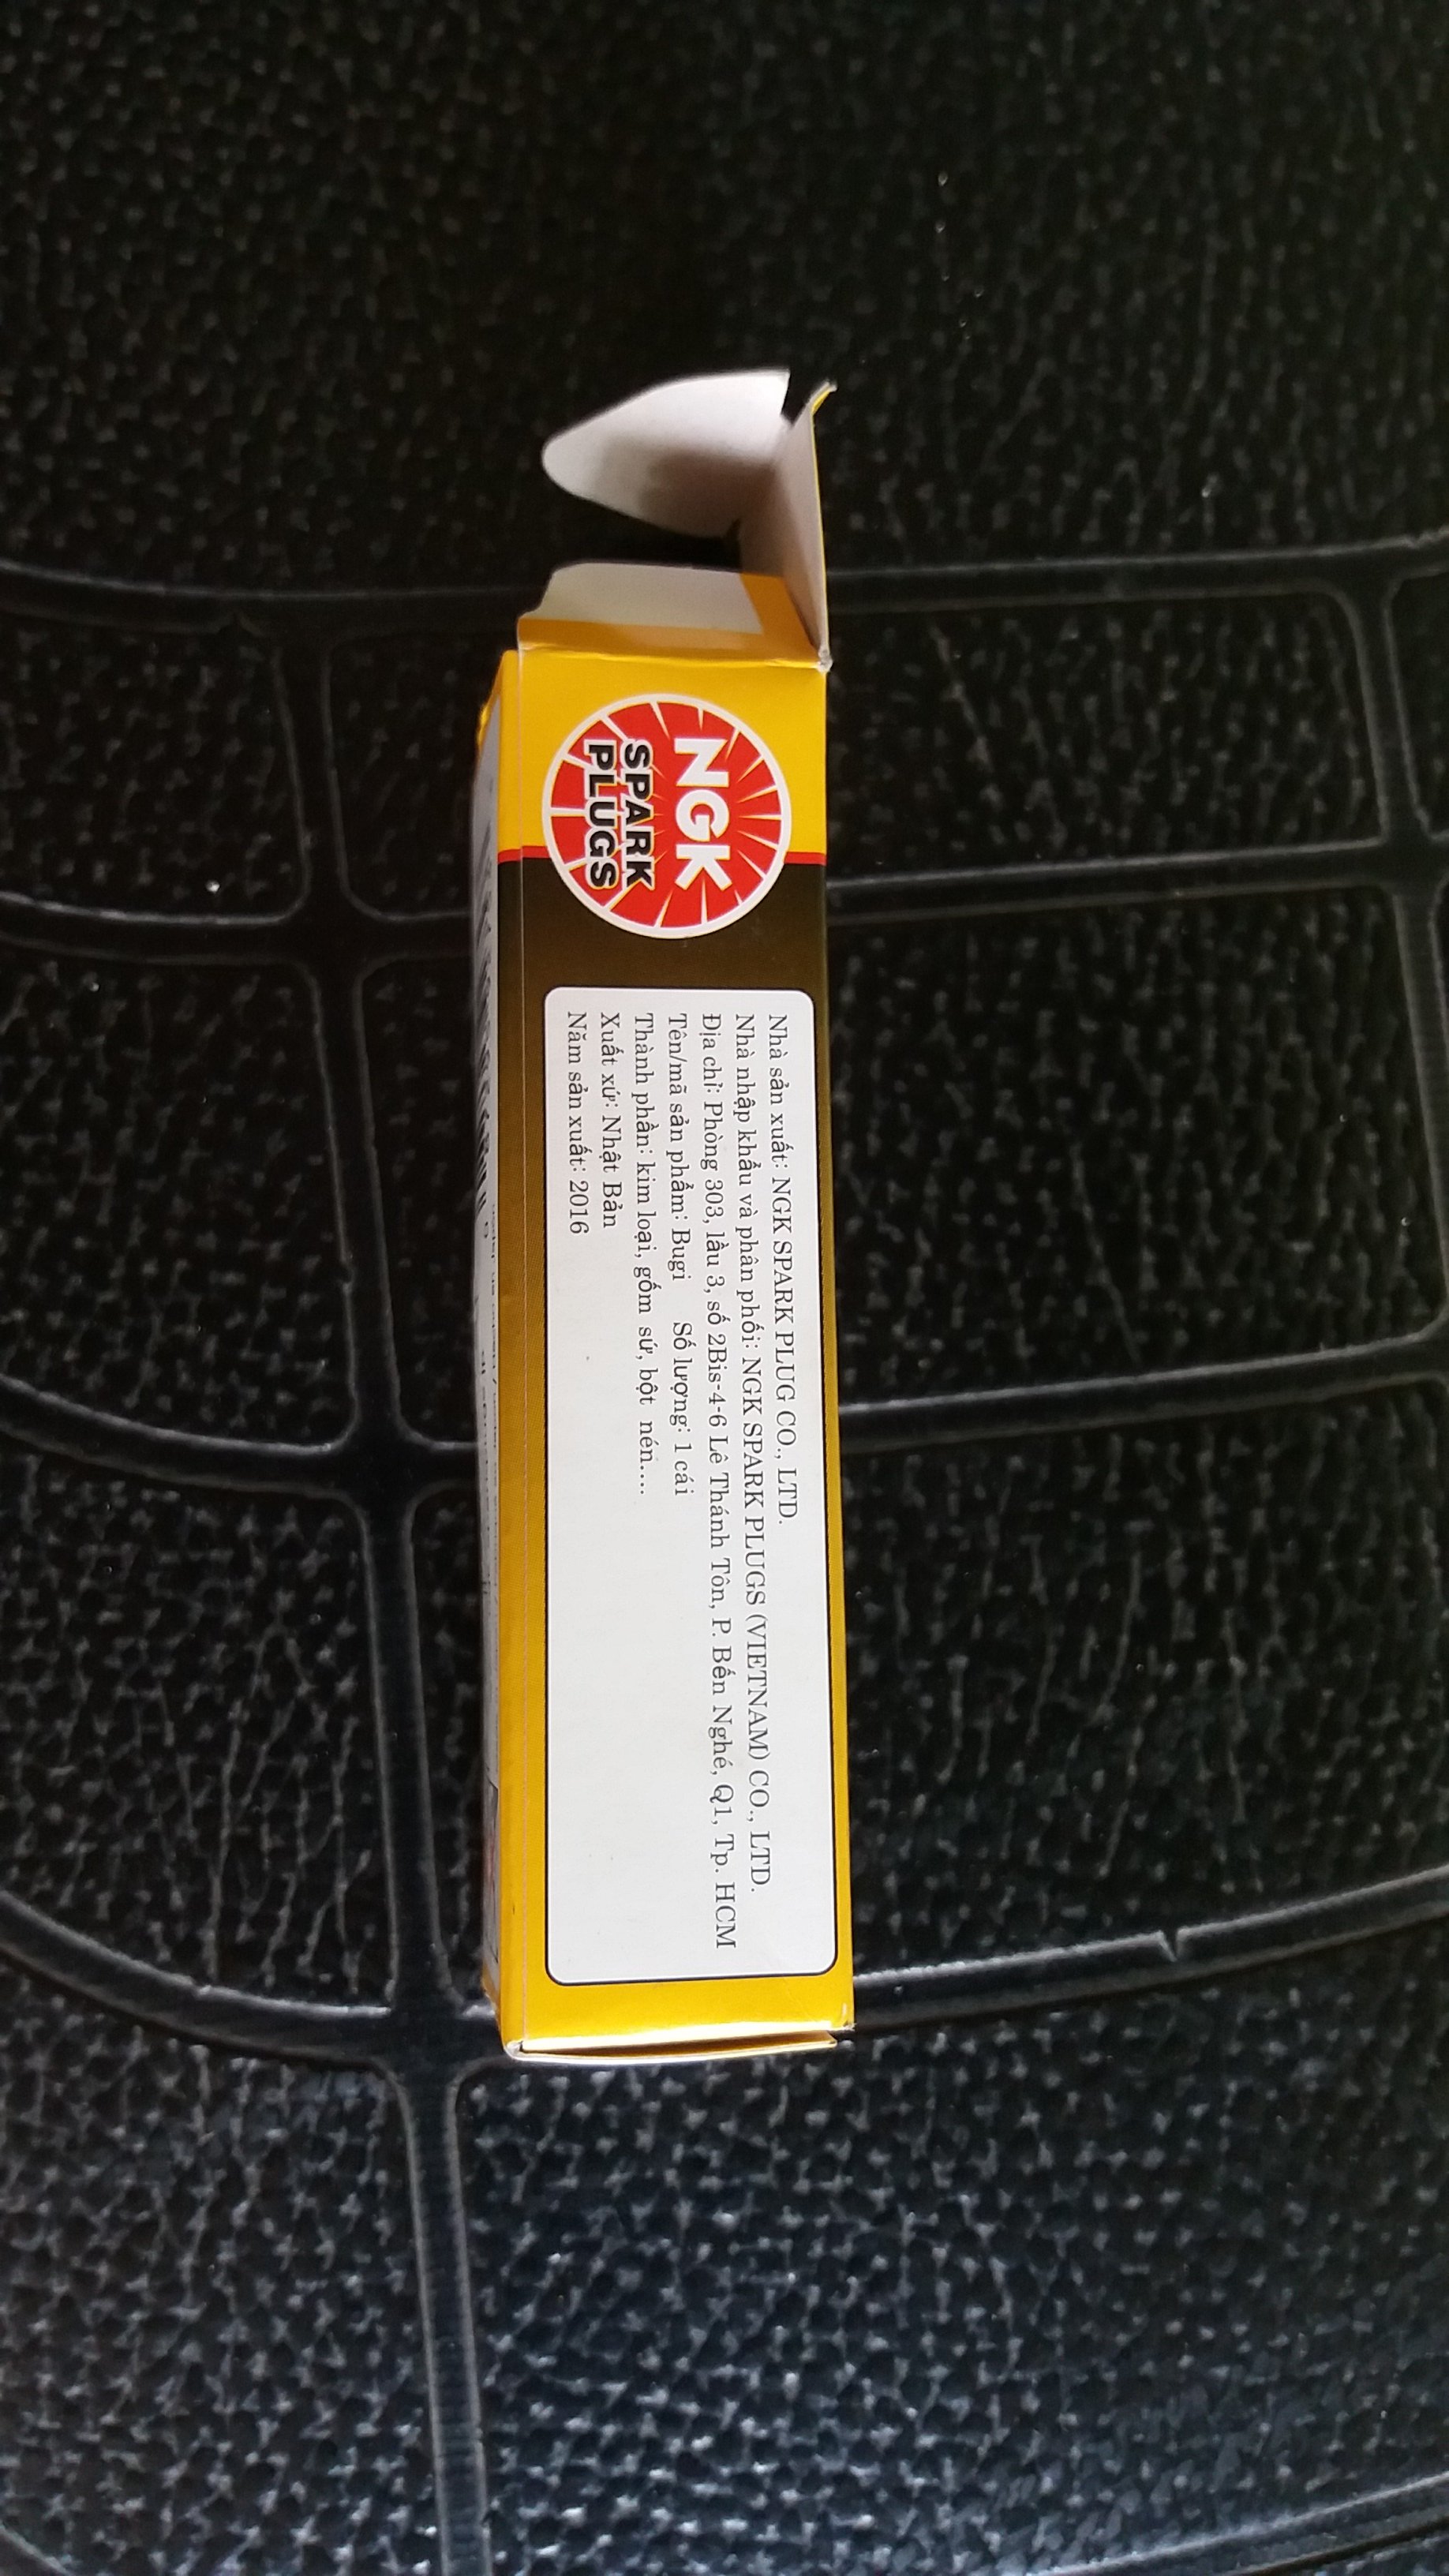 NGK
SPARK
PLUGS
Nhà sản xuất: NGK SPARK PLUG CO., LTD.
Nhà nhập khẩu và phân phối: NGK SPARK PLUGS (VIETNAM) CO., LTD.
Địa chỉ: Phòng 303, lầu 3, số 2Bis-4-6 Lê Thánh Tôn, P. Bến Nghé, Q1, Tp. HCM
Tên/mã sản phẩm: Bugi Số lượng: 1 cái
Thành phần: kim loại, gốm sứ, bột nén....
Xuất xứ: Nhật Bản
Năm sản xuất: 2016